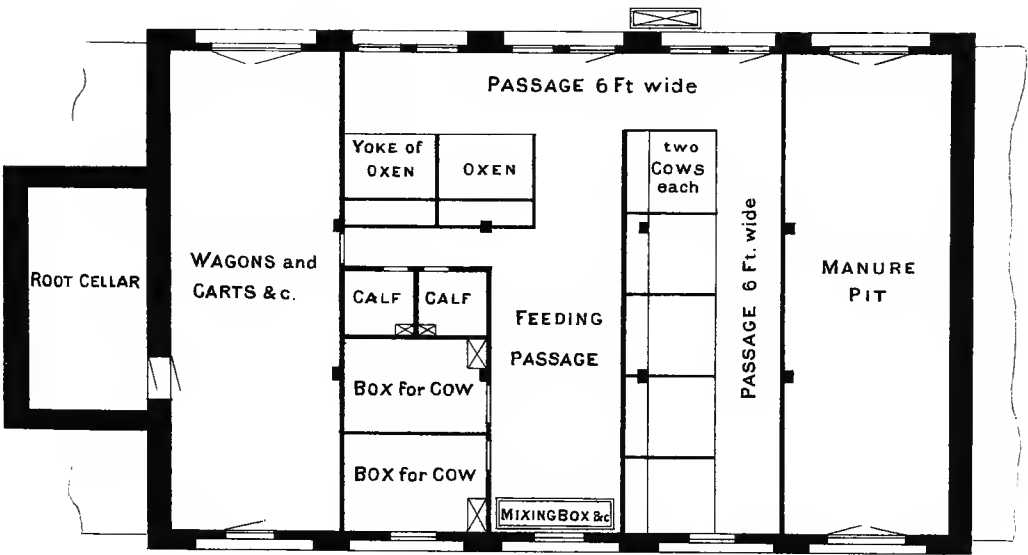 PASSAGE 6 Ft wide
YOKE of
OXEN
OXEN
two
COWS
each
ROOT CELLAR
WAGONS and
CARTS &c.
CALF
CALF
FEEDING
PASSAGE
PASSAGE 6 Ft. wide
MANURE
PIT
BOX for COW
BOX for COW
MIXING BOX &c